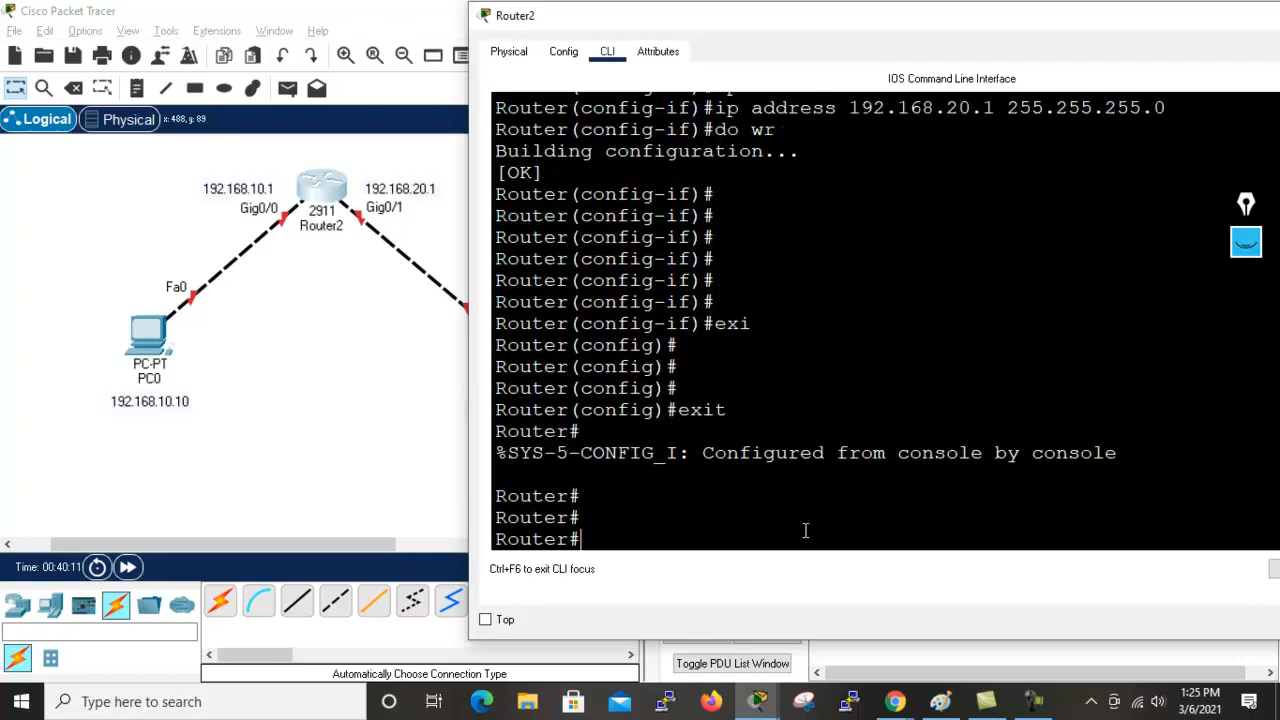 Cisco Packet Tracer
File Edit Options View Tools Extensions Window Help
Logical Physical x: 488, y: 89
192.168.10.1
Gig0/0
192.168.20.1
Gig0/1
2911
Router2
Fa0
PC-PT
PC0
192.168.10.10
Time: 00:40:11
Automatically Choose Connection Type
Router2
Physical Config CLI Attributes
IOS Command Line Interface
Router(config-if)#ip address 192.168.20.1 255.255.255.0
Router(config-if)#do wr
Building configuration...
[OK]
Router(config-if)#
Router(config-if)#
Router(config-if)#
Router(config-if)#
Router(config-if)#
Router(config-if)#
Router(config-if)#exi
Router(config)#
Router(config)#
Router(config)#
Router(config)#exit
Router#
%SYS-5-CONFIG_I: Configured from console by console
Router#
Router#
Router#
Ctrl+F6 to exit CLI focus
Top
Toggle PDU List Window
Type here to search
1:25 PM
3/6/2021